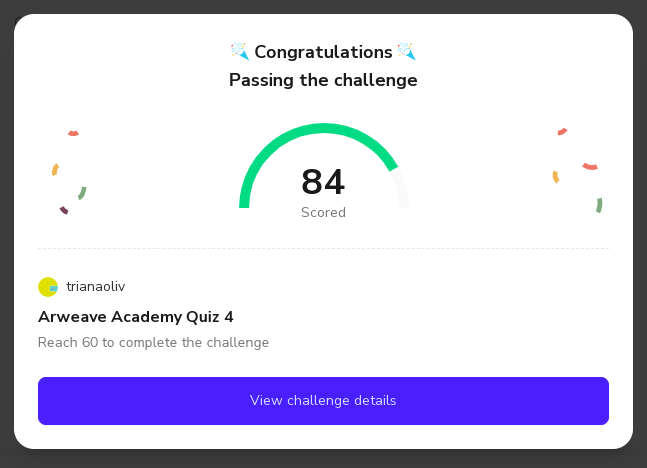 Congratulations
Passing the challenge
84
Scored
trianaoliv
Arweave Academy Quiz 4
Reach 60 to complete the challenge
View challenge details